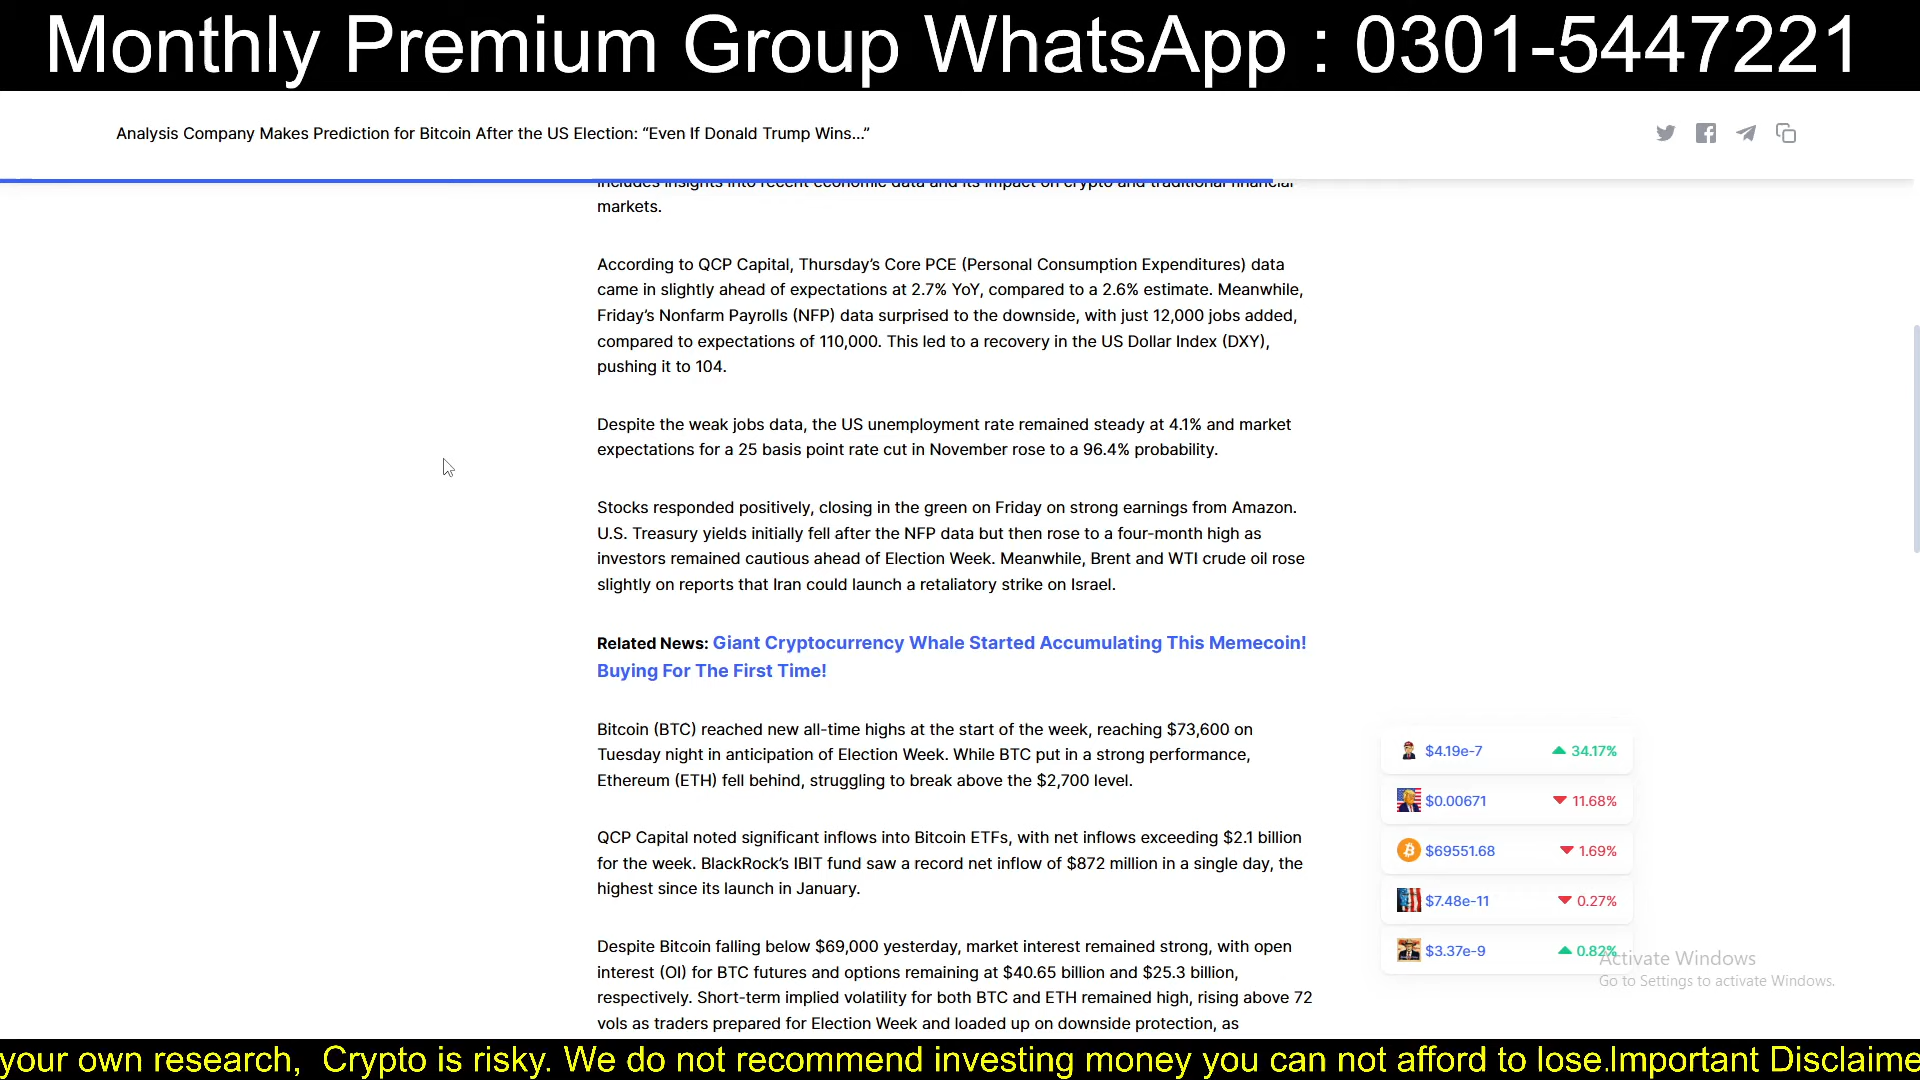 Monthly Premium Group WhatsApp : 0301-5447221
Analysis Company Makes Prediction for Bitcoin After the US Election: “Even If Donald Trump Wins…”
includes insights into recent economic data and its impact on crypto and traditional financial
markets.
According to QCP Capital, Thursday’s Core PCE (Personal Consumption Expenditures) data
came in slightly ahead of expectations at 2.7% YoY, compared to a 2.6% estimate. Meanwhile,
Friday’s Nonfarm Payrolls (NFP) data surprised to the downside, with just 12,000 jobs added,
compared to expectations of 110,000. This led to a recovery in the US Dollar Index (DXY),
pushing it to 104.
Despite the weak jobs data, the US unemployment rate remained steady at 4.1% and market
expectations for a 25 basis point rate cut in November rose to a 96.4% probability.
Stocks responded positively, closing in the green on Friday on strong earnings from Amazon.
U.S. Treasury yields initially fell after the NFP data but then rose to a four-month high as
investors remained cautious ahead of Election Week. Meanwhile, Brent and WTI crude oil rose
slightly on reports that Iran could launch a retaliatory strike on Israel.
Related News: Giant Cryptocurrency Whale Started Accumulating This Memecoin!
Buying For The First Time!
Bitcoin (BTC) reached new all-time highs at the start of the week, reaching $73,600 on
Tuesday night in anticipation of Election Week. While BTC put in a strong performance,
Ethereum (ETH) fell behind, struggling to break above the $2,700 level.
QCP Capital noted significant inflows into Bitcoin ETFs, with net inflows exceeding $2.1 billion
for the week. BlackRock’s IBIT fund saw a record net inflow of $872 million in a single day, the
highest since its launch in January.
Despite Bitcoin falling below $69,000 yesterday, market interest remained strong, with open
interest (OI) for BTC futures and options remaining at $40.65 billion and $25.3 billion,
respectively. Short-term implied volatility for both BTC and ETH remained high, rising above 72
vols as traders prepared for Election Week and loaded up on downside protection, as
$4.19e-7 34.17%
$0.00671 11.68%
$69551.68 1.69%
$7.48e-11 0.27%
$3.37e-9 0.82%
Activate Windows
Go to Settings to activate Windows.
your own research, Crypto is risky. We do not recommend investing money you can not afford to lose.Important Disclaime